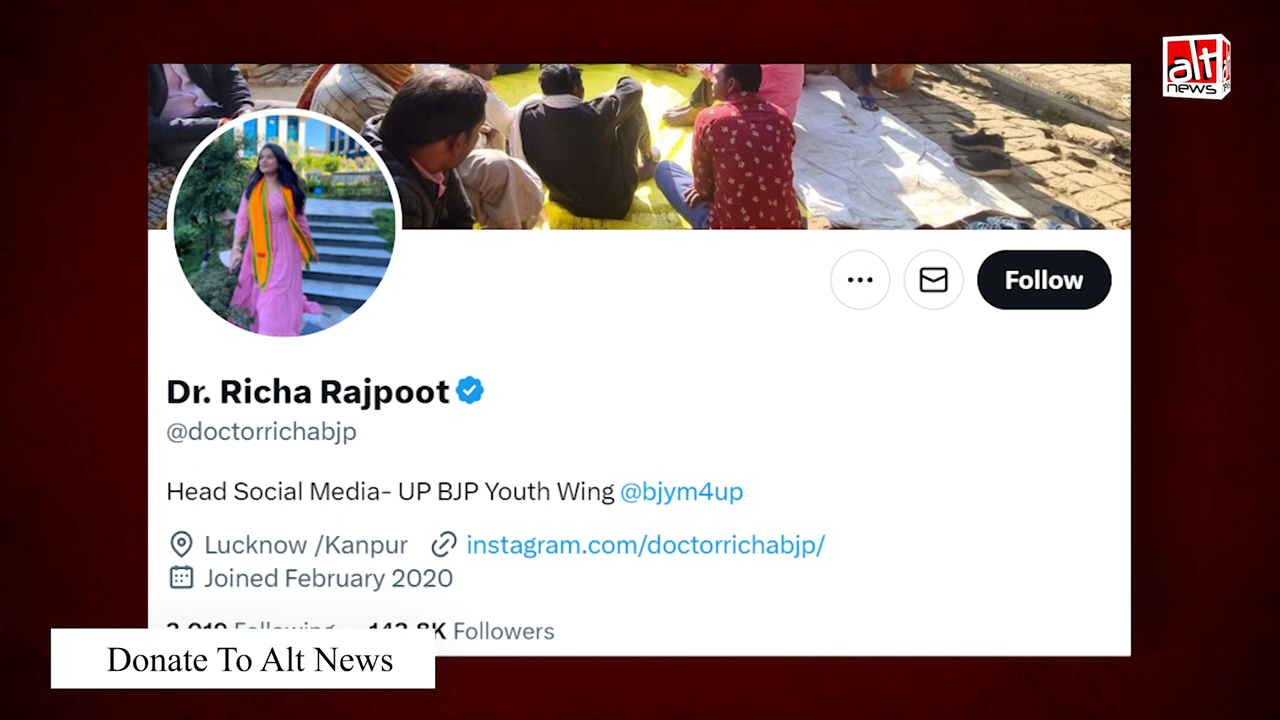 alt
news
Follow
Dr. Richa Rajpoot
@doctorrichabjp
Head Social Media- UP BJP Youth Wing @bjym4up
Lucknow /Kanpur instagram.com/doctorrichabjp/
Joined February 2020
Following Followers
Donate To Alt News